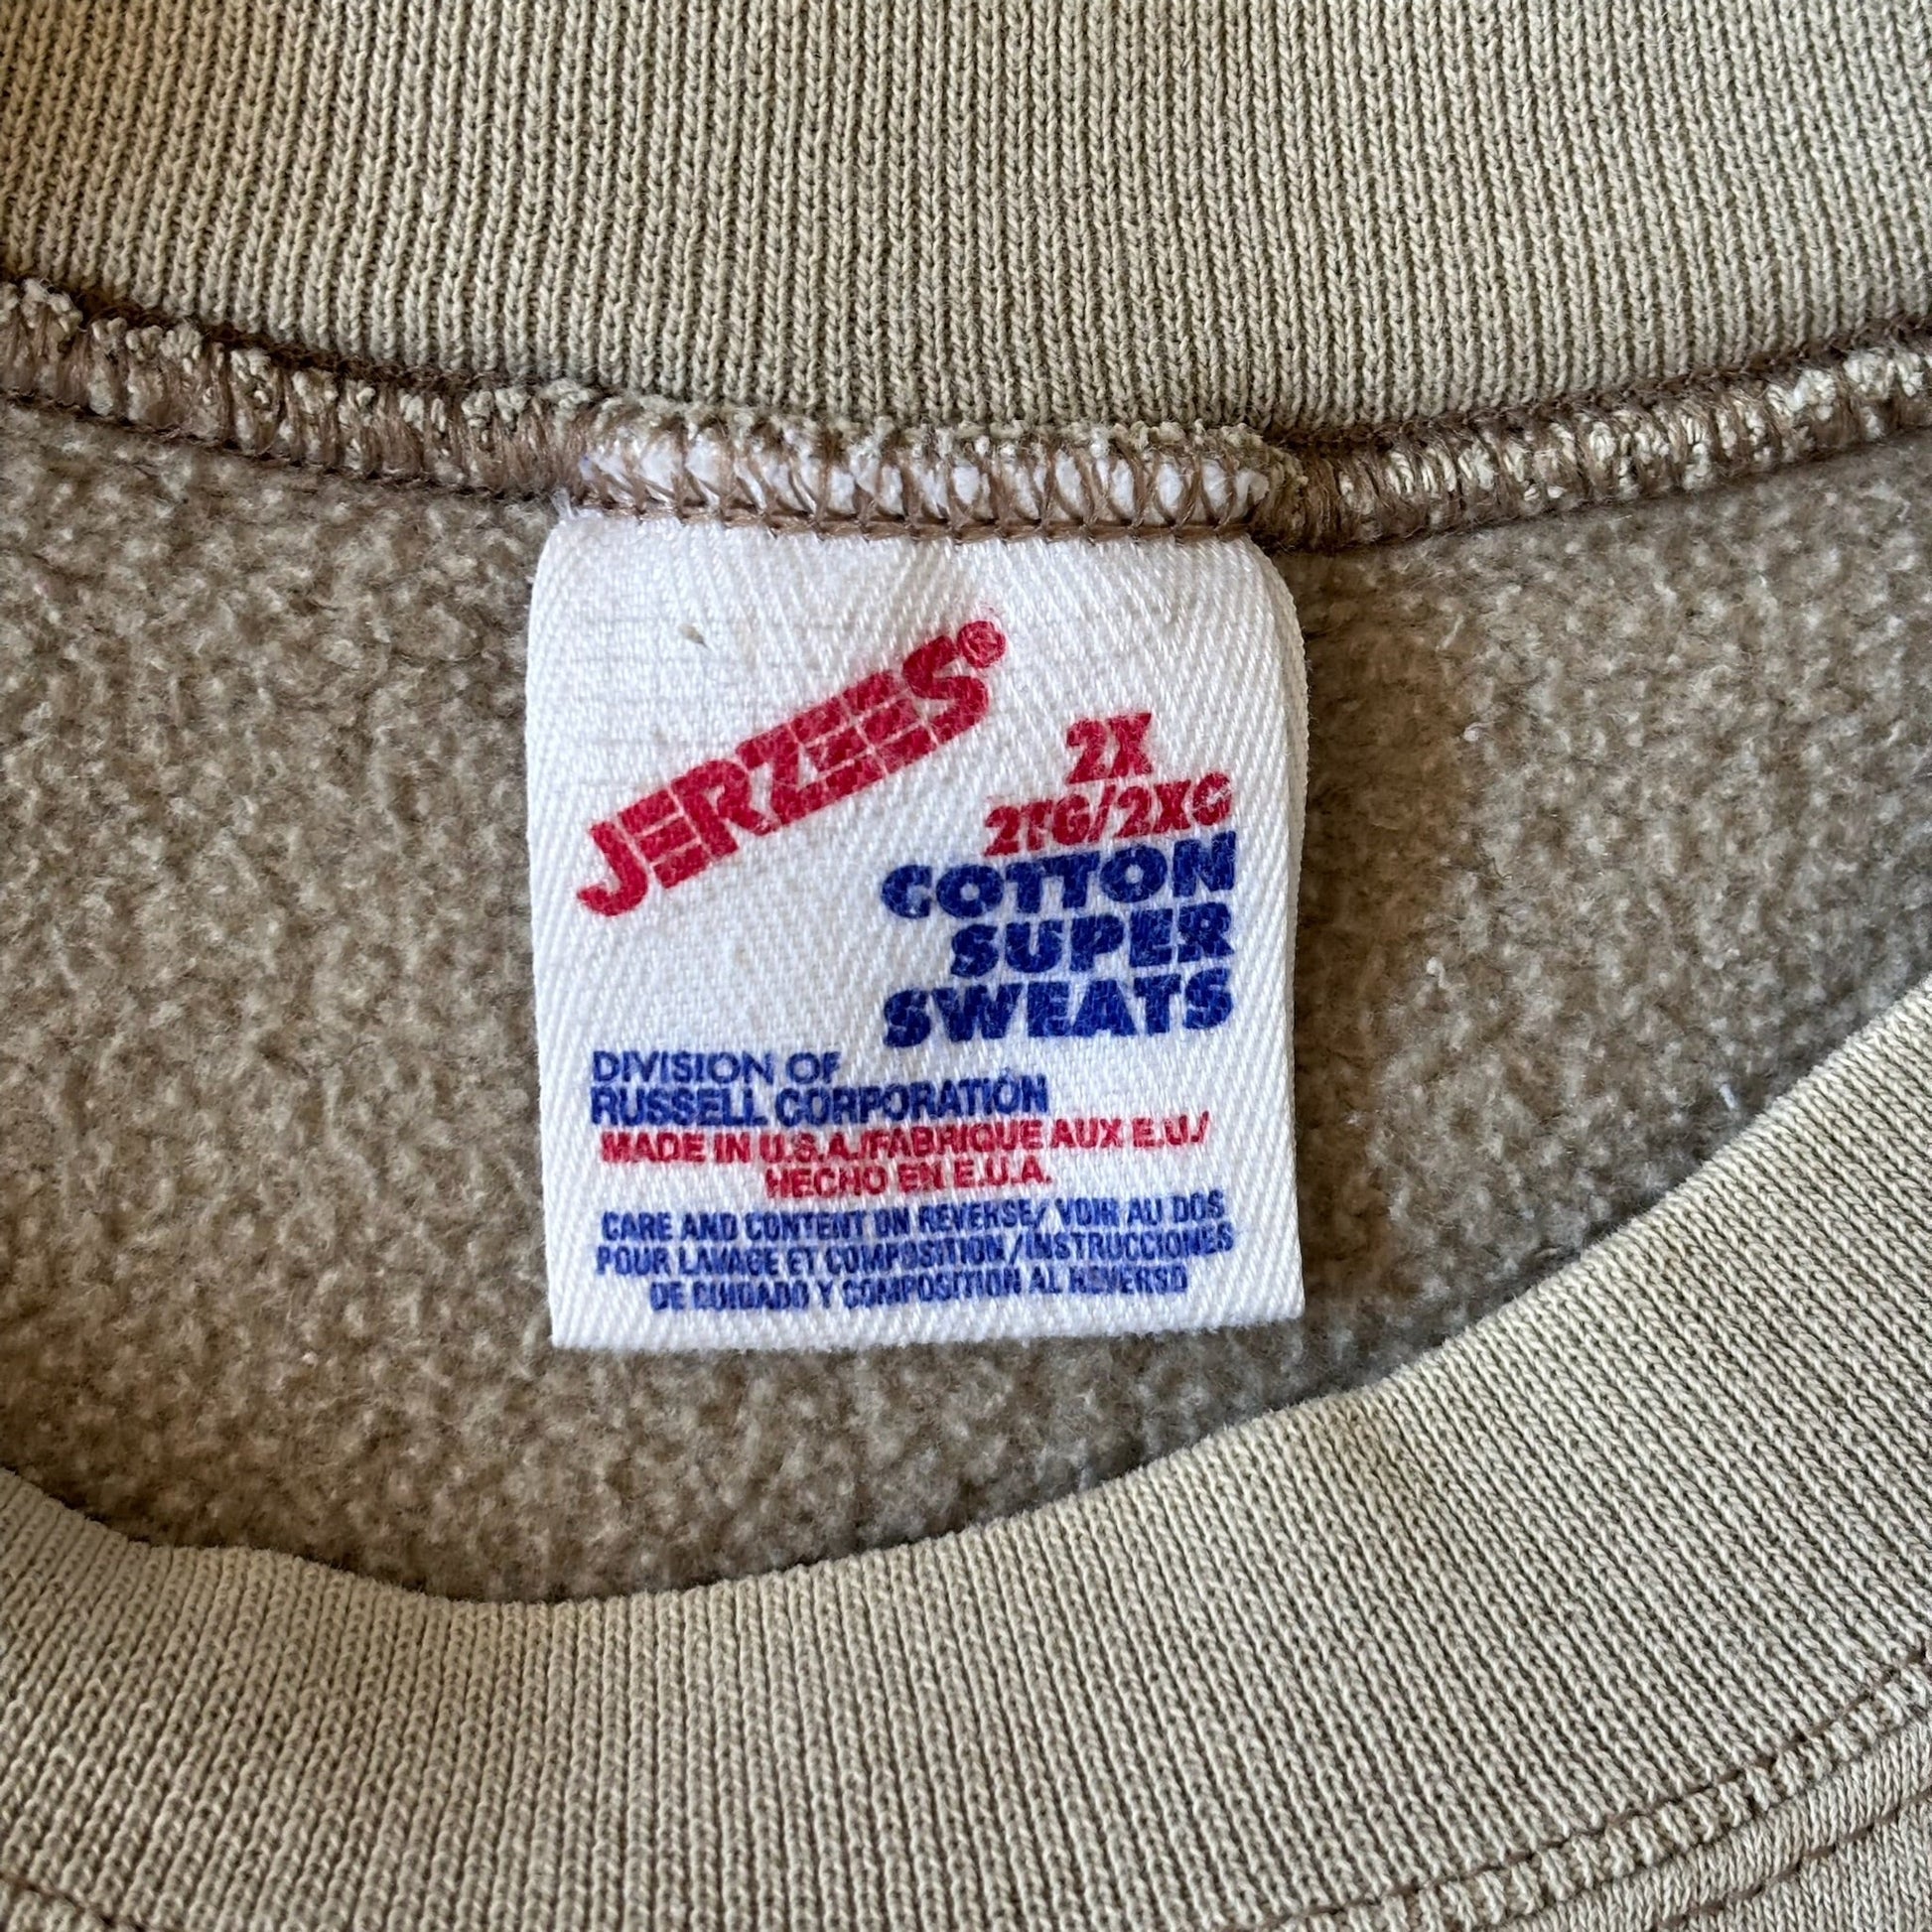 JERZEES®
2X
2TG/2XG
COTTON
SUPER
SWEATS
DIVISION OF
RUSSELL CORPORATION
MADE IN U.S.A./FABRIQUE AUX E.U./
HECHO EN E.U.A.
CARE AND CONTENT ON REVERSE/ VOIR AU DOS
POUR LAVAGE ET COMPOSITION/INSTRUCCIONES
DE CUIDADO Y COMPOSITION AL REVERSO